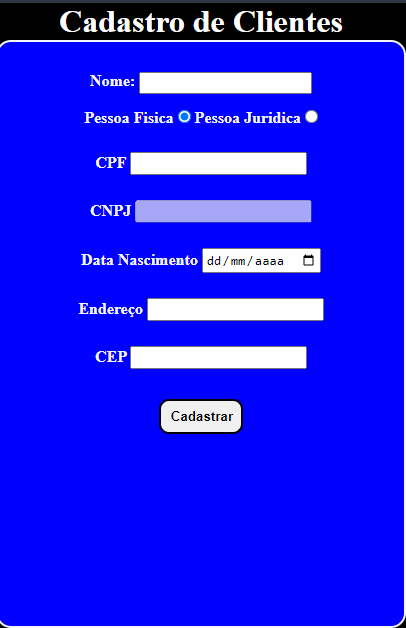 Cadastro de Clientes
Nome:
Pessoa Fisica Pessoa Juridica
CPF
CNPJ
Data Nascimento dd/mm/aaaa
Endereço
CEP
Cadastrar